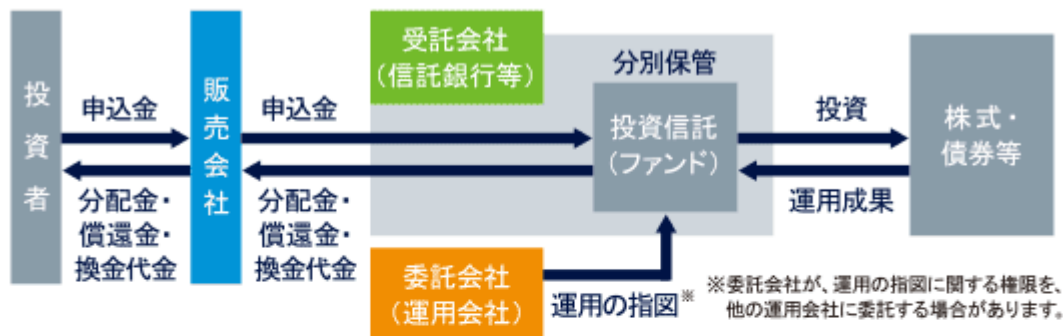 投資者
申込金
分配金・
償還金・
換金代金
販売会社
申込金
分配金・
償還金・
換金代金
受託会社
（信託銀行等）
分別保管
投資信託
（ファンド）
委託会社
（運用会社）
運用の指図※
投資
運用成果
株式・
債券等
※委託会社が、運用の指図に関する権限を、
他の運用会社に委託する場合があります。